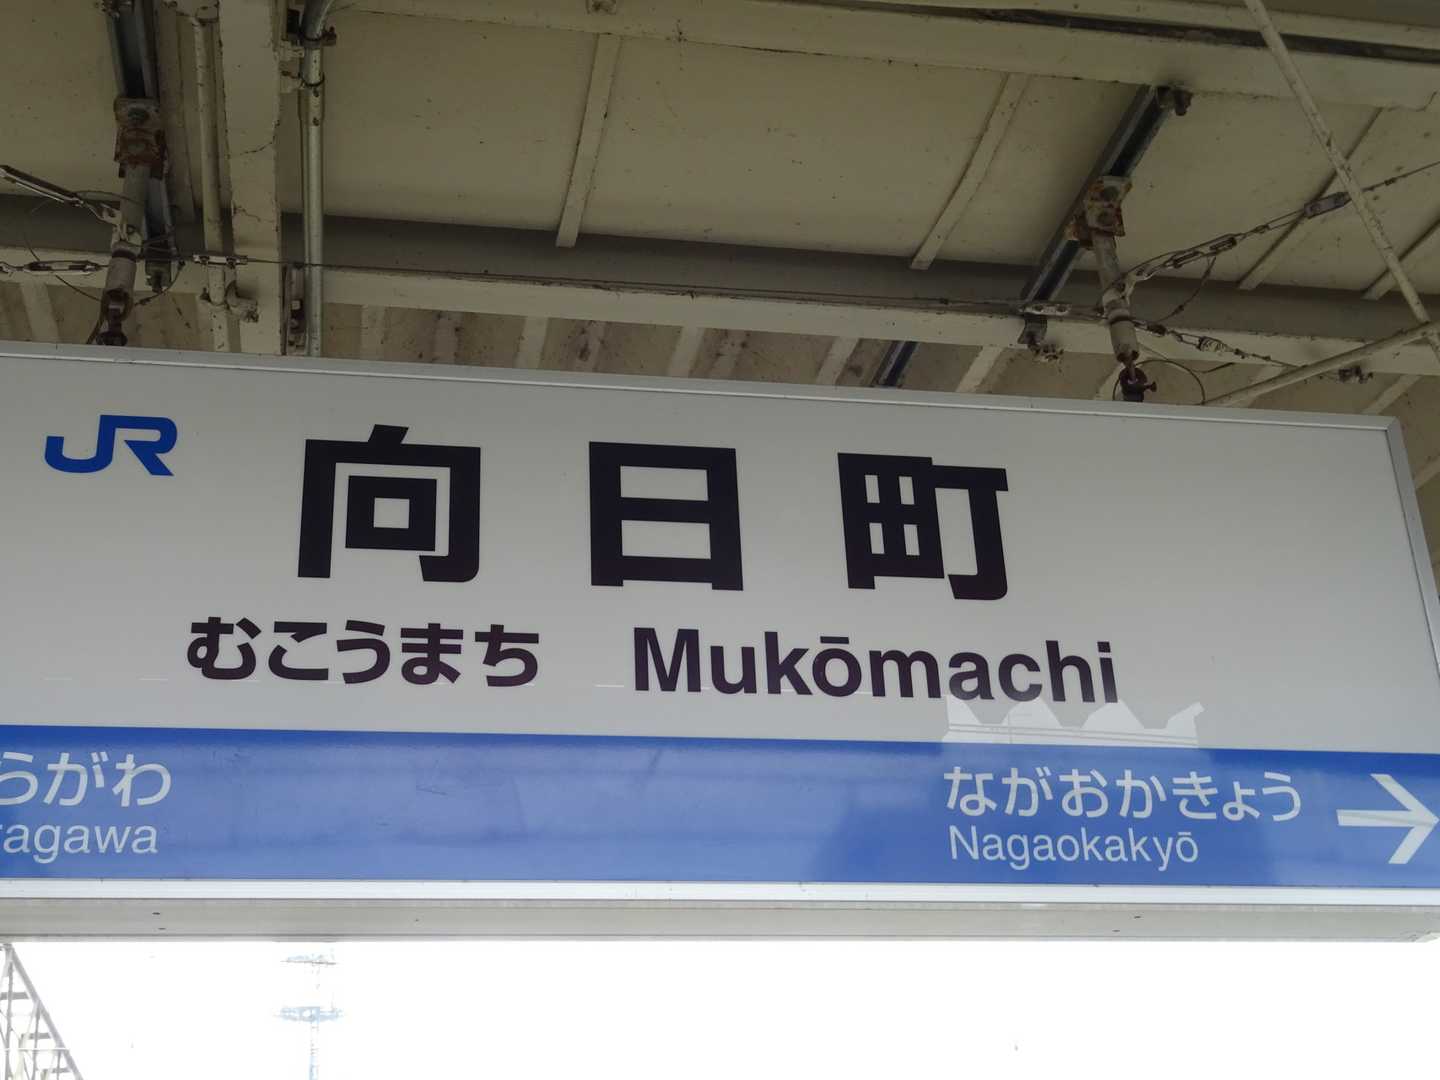 JR 向日町
むこうまち Mukōmachi
らがわ ながおかきょう →
ragawa Nagaokakyō